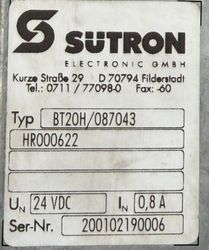 SÜTRON
ELECTRONIC GMBH
Kurze Straße 29 D 70794 Filderstadt
Tel.: 0711 / 77098-0 Fax: -60
Typ BT20H/087043
HR000622
UN 24 VDC IN 0,8 A
Ser-Nr. 200102190006